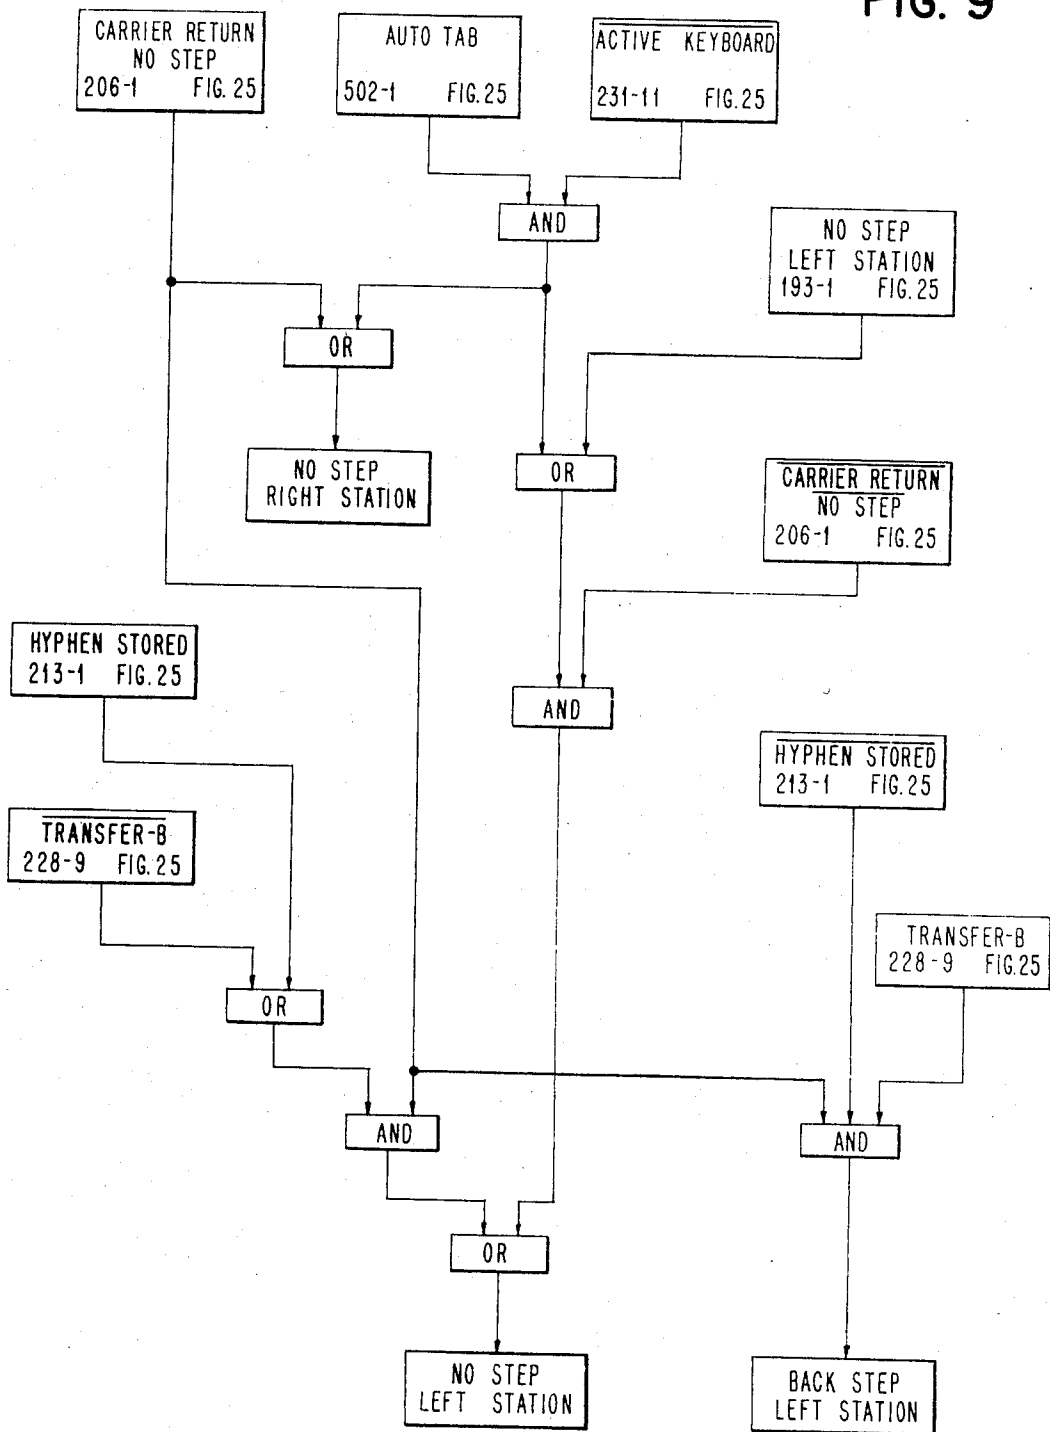 FIG. 9
CARRIER RETURN
NO STEP
206-1 FIG.25
AUTO TAB
502-1 FIG.25
ACTIVE KEYBOARD
231-11 FIG.25
AND
NO STEP
LEFT STATION
193-1 FIG.25
OR
NO STEP
RIGHT STATION
OR
CARRIER RETURN
NO STEP
206-1 FIG.25
HYPHEN STORED
213-1 FIG.25
AND
HYPHEN STORED
213-1 FIG.25
TRANSFER-B
228-9 FIG.25
TRANSFER-B
228-9 FIG.25
OR
AND
AND
OR
NO STEP
LEFT STATION
BACK STEP
LEFT STATION